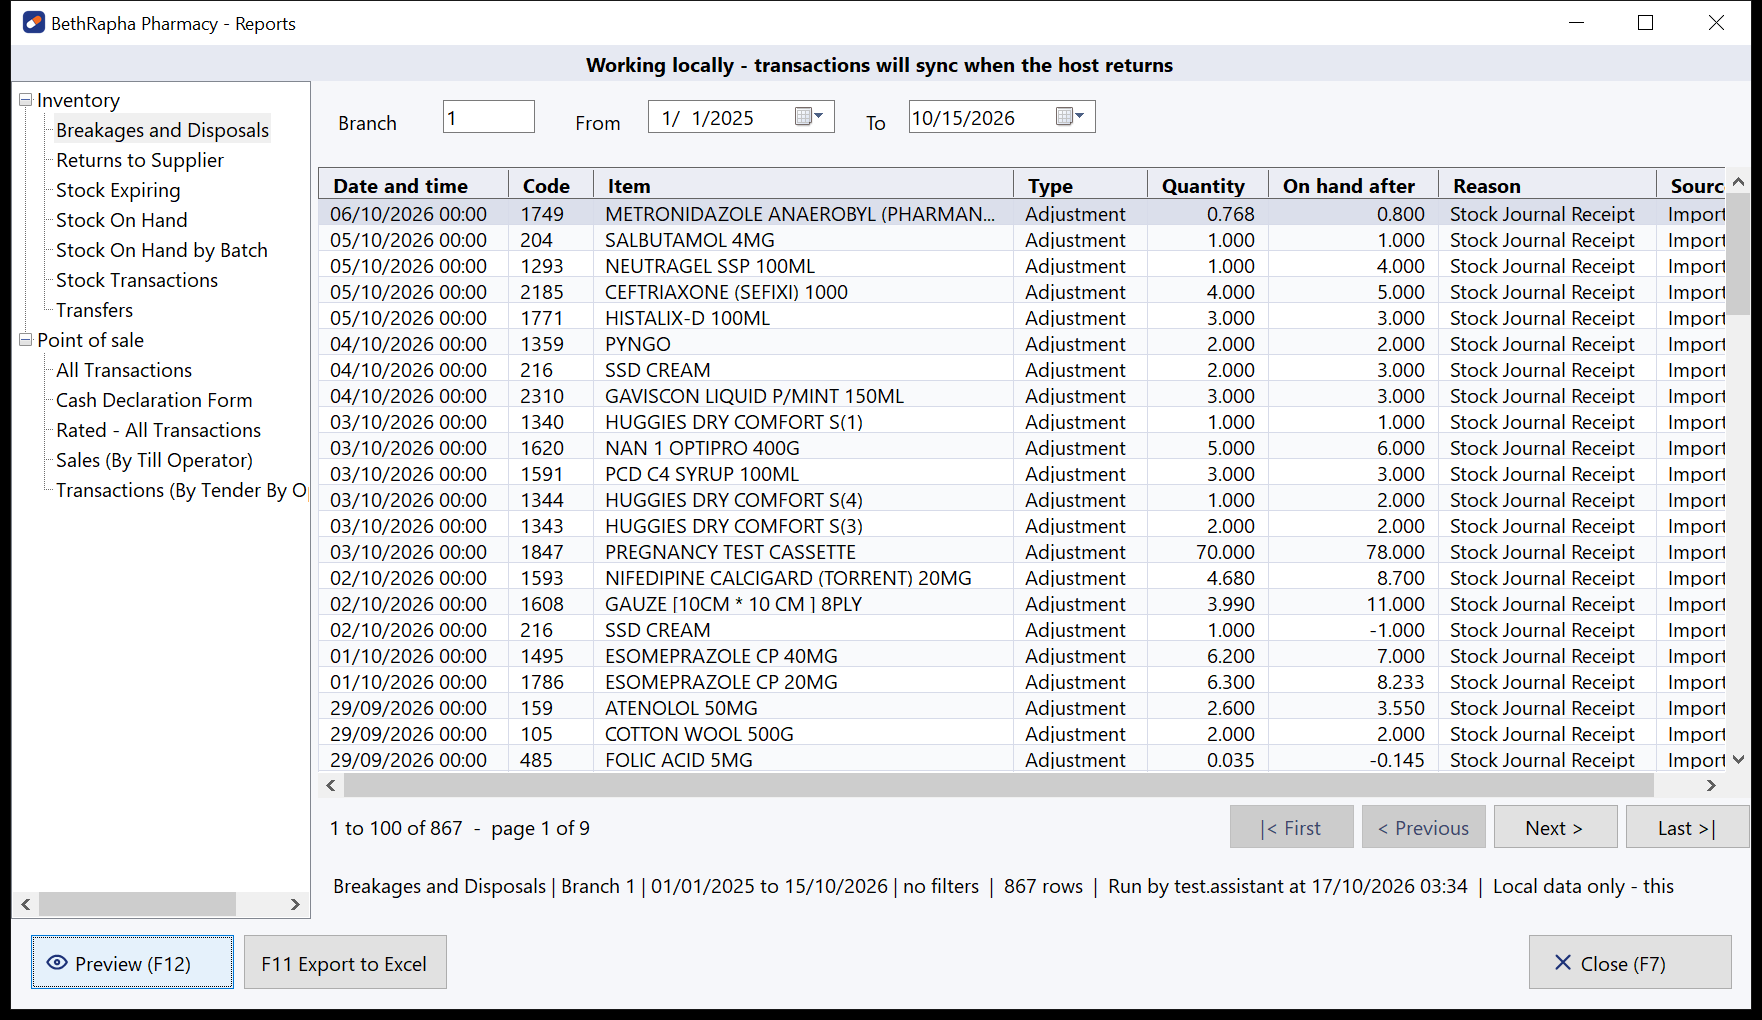 BethRapha Pharmacy - Reports
Working locally - transactions will sync when the host returns
Inventory
Breakages and Disposals
Returns to Supplier
Stock Expiring
Stock On Hand
Stock On Hand by Batch
Stock Transactions
Transfers
Point of sale
All Transactions
Cash Declaration Form
Rated - All Transactions
Sales (By Till Operator)
Transactions (By Tender By O
Branch 1 From 1/ 1/2025 To 10/15/2026
Date and time Code Item Type Quantity On hand after Reason Sourc
06/10/2026 00:00 1749 METRONIDAZOLE ANAEROBYL (PHARMAN... Adjustment 0.768 0.800 Stock Journal Receipt Import
05/10/2026 00:00 204 SALBUTAMOL 4MG Adjustment 1.000 1.000 Stock Journal Receipt Import
05/10/2026 00:00 1293 NEUTRAGEL SSP 100ML Adjustment 1.000 4.000 Stock Journal Receipt Import
05/10/2026 00:00 2185 CEFTRIAXONE (SEFIXI) 1000 Adjustment 4.000 5.000 Stock Journal Receipt Import
05/10/2026 00:00 1771 HISTALIX-D 100ML Adjustment 3.000 3.000 Stock Journal Receipt Import
04/10/2026 00:00 1359 PYNGO Adjustment 2.000 2.000 Stock Journal Receipt Import
04/10/2026 00:00 216 SSD CREAM Adjustment 2.000 3.000 Stock Journal Receipt Import
04/10/2026 00:00 2310 GAVISCON LIQUID P/MINT 150ML Adjustment 3.000 3.000 Stock Journal Receipt Import
03/10/2026 00:00 1340 HUGGIES DRY COMFORT S(1) Adjustment 1.000 1.000 Stock Journal Receipt Import
03/10/2026 00:00 1620 NAN 1 OPTIPRO 400G Adjustment 5.000 6.000 Stock Journal Receipt Import
03/10/2026 00:00 1591 PCD C4 SYRUP 100ML Adjustment 3.000 3.000 Stock Journal Receipt Import
03/10/2026 00:00 1344 HUGGIES DRY COMFORT S(4) Adjustment 1.000 2.000 Stock Journal Receipt Import
03/10/2026 00:00 1343 HUGGIES DRY COMFORT S(3) Adjustment 2.000 2.000 Stock Journal Receipt Import
03/10/2026 00:00 1847 PREGNANCY TEST CASSETTE Adjustment 70.000 78.000 Stock Journal Receipt Import
02/10/2026 00:00 1593 NIFEDIPINE CALCIGARD (TORRENT) 20MG Adjustment 4.680 8.700 Stock Journal Receipt Import
02/10/2026 00:00 1608 GAUZE [10CM * 10 CM ] 8PLY Adjustment 3.990 11.000 Stock Journal Receipt Import
02/10/2026 00:00 216 SSD CREAM Adjustment 1.000 -1.000 Stock Journal Receipt Import
01/10/2026 00:00 1495 ESOMEPRAZOLE CP 40MG Adjustment 6.200 7.000 Stock Journal Receipt Import
01/10/2026 00:00 1786 ESOMEPRAZOLE CP 20MG Adjustment 6.300 8.233 Stock Journal Receipt Import
29/09/2026 00:00 159 ATENOLOL 50MG Adjustment 2.600 3.550 Stock Journal Receipt Import
29/09/2026 00:00 105 COTTON WOOL 500G Adjustment 2.000 2.000 Stock Journal Receipt Import
29/09/2026 00:00 485 FOLIC ACID 5MG Adjustment 0.035 -0.145 Stock Journal Receipt Import
1 to 100 of 867 - page 1 of 9 |< First < Previous Next > Last >|
Breakages and Disposals | Branch 1 | 01/01/2025 to 15/10/2026 | no filters | 867 rows | Run by test.assistant at 17/10/2026 03:34 | Local data only - this
Preview (F12) F11 Export to Excel Close (F7)